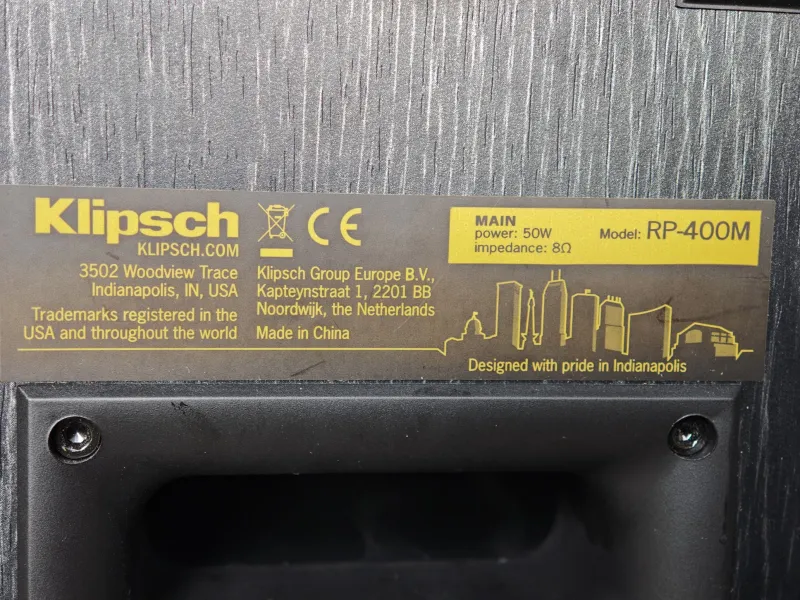 Klipsch
KLIPSCH.COM
3502 Woodview Trace
Indianapolis, IN, USA
Trademarks registered in the
USA and throughout the world
CE
Klipsch Group Europe B.V.,
Kapteynstraat 1, 2201 BB
Noordwijk, the Netherlands
Made in China
MAIN
power: 50W
impedance: 8Ω
Model: RP-400M
Designed with pride in Indianapolis